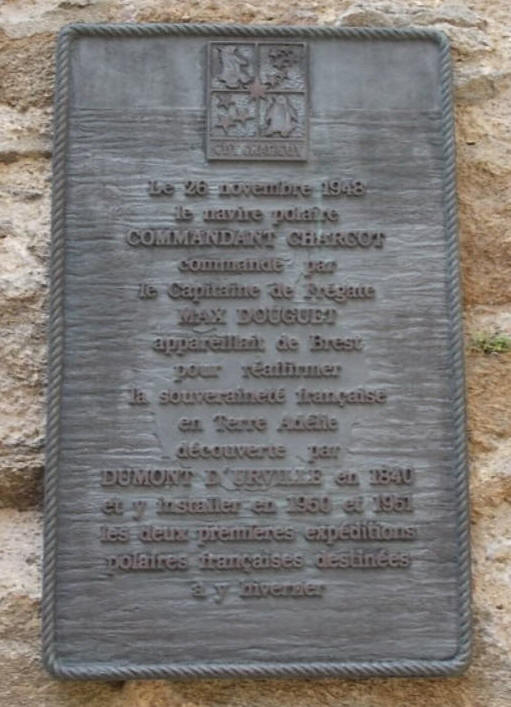 CDT CHARCOT
Le 26 novembre 1948
le navire polaire
COMMANDANT CHARCOT
commandé par
le Capitaine de Frégate
MAX DOUGUET
appareillait de Brest
pour réaffirmer
la souveraineté française
en Terre Adélie
découverte par
DUMONT D'URVILLE en 1840
et y installer en 1950 et 1951
les deux premières expéditions
polaires françaises destinées
à y hiverner